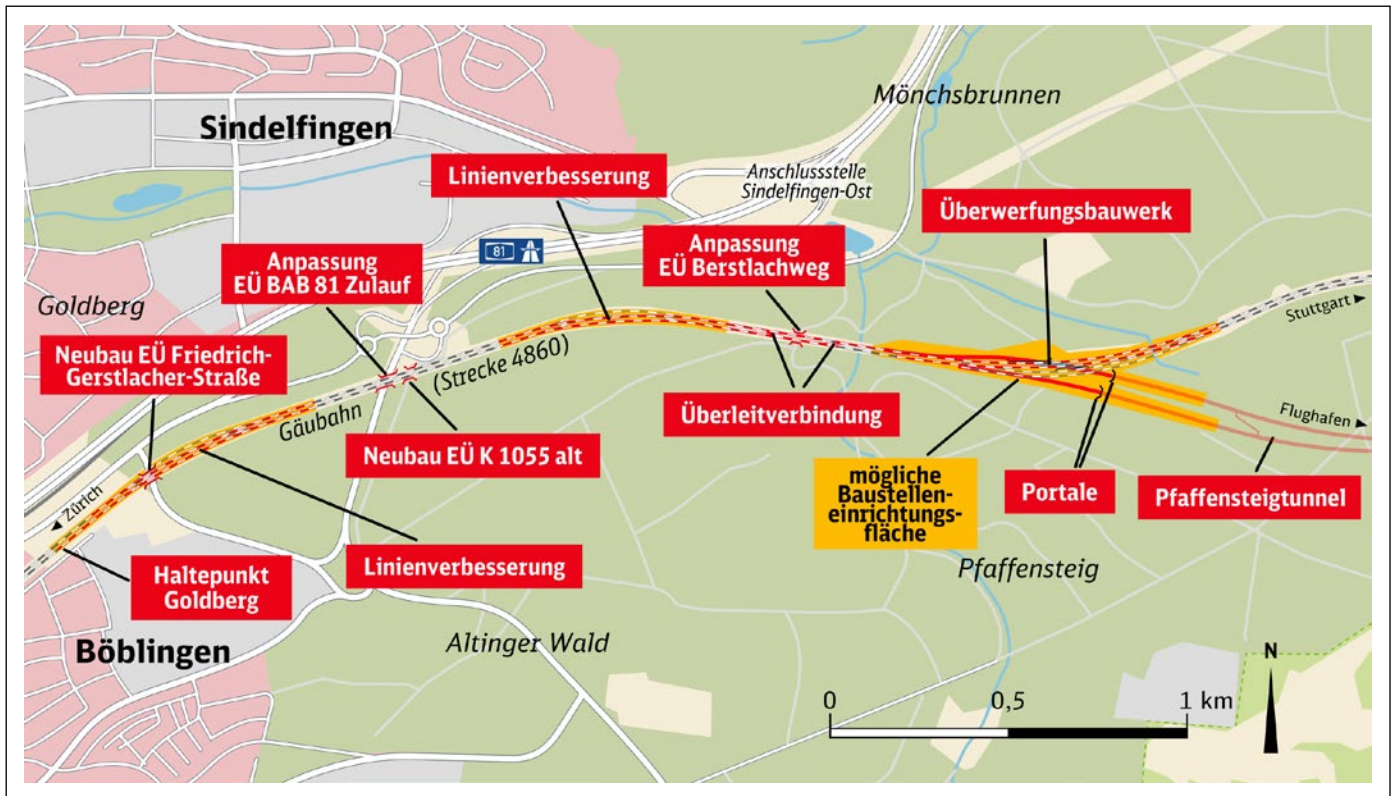 Mönchsbrunnen
Sindelfingen
Linienverbesserung
Anschlussstelle
Sindelfingen-Ost
Überwerfungsbauwerk
81
Anpassung
EÜ BAB 81 Zulauf
Anpassung
EÜ Berstlachweg
Goldberg
Stuttgart
Neubau EÜ Friedrich-
Gerstlacher-Straße
(Strecke 4860)
Gäubahn
Überleitverbindung
Flughafen
Neubau EÜ K 1055 alt
mögliche
Baustellen-
einrichtungs-
fläche
Portale
Pfaffensteigtunnel
Zürich
Linienverbesserung
Haltepunkt
Goldberg
Pfaffensteig
Böblingen
Altinger Wald
N
0 0,5 1 km